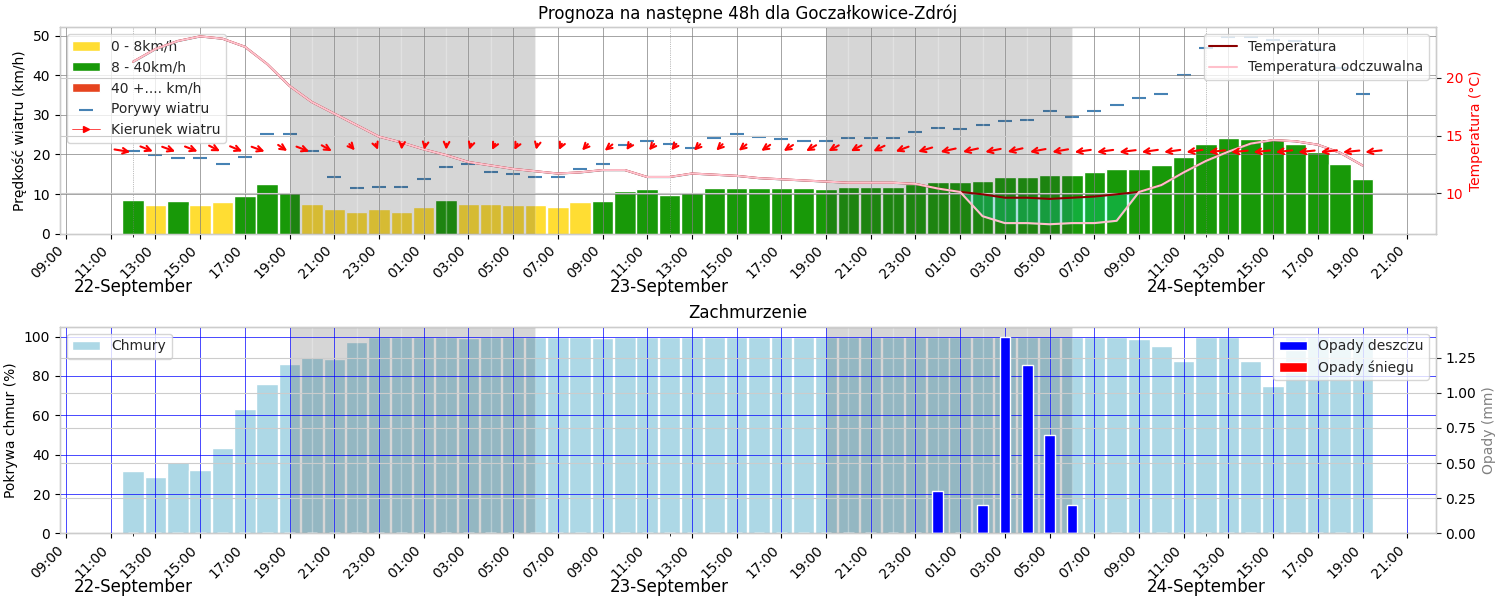 Prognoza na następne 48h dla Goczałkowice-Zdrój
Prędkość wiatru (km/h)
50
40
30
20
10
0
0 - 8km/h
8 - 40km/h
40 +.... km/h
Porywy wiatru
Kierunek wiatru
Temperatura
Temperatura odczuwalna
20
15
10
Temperatura (°C)
09:00 11:00 13:00 15:00 17:00 19:00 21:00 23:00 01:00 03:00 05:00 07:00 09:00 11:00 13:00 15:00 17:00 19:00 21:00 23:00 01:00 03:00 05:00 07:00 09:00 11:00 13:00 15:00 17:00 19:00 21:00
22-September 23-September 24-September
Zachmurzenie
Pokrywa chmur (%)
100
80
60
40
20
0
Chmury
Opady deszczu
Opady śniegu
1.25
1.00
0.75
0.50
0.25
0.00
Opady (mm)
09:00 11:00 13:00 15:00 17:00 19:00 21:00 23:00 01:00 03:00 05:00 07:00 09:00 11:00 13:00 15:00 17:00 19:00 21:00 23:00 01:00 03:00 05:00 07:00 09:00 11:00 13:00 15:00 17:00 19:00 21:00
22-September 23-September 24-September